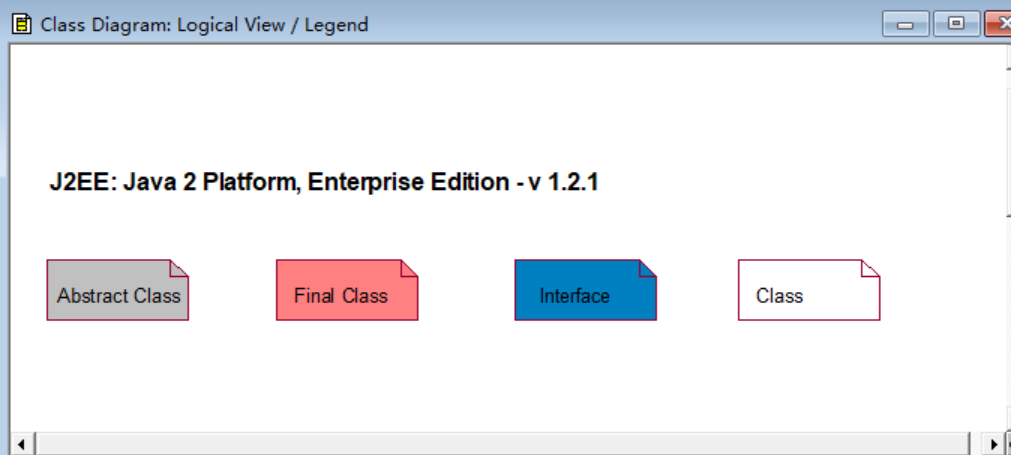 Class Diagram: Logical View / Legend
J2EE: Java 2 Platform, Enterprise Edition - v 1.2.1
Abstract Class
Final Class
Interface
Class